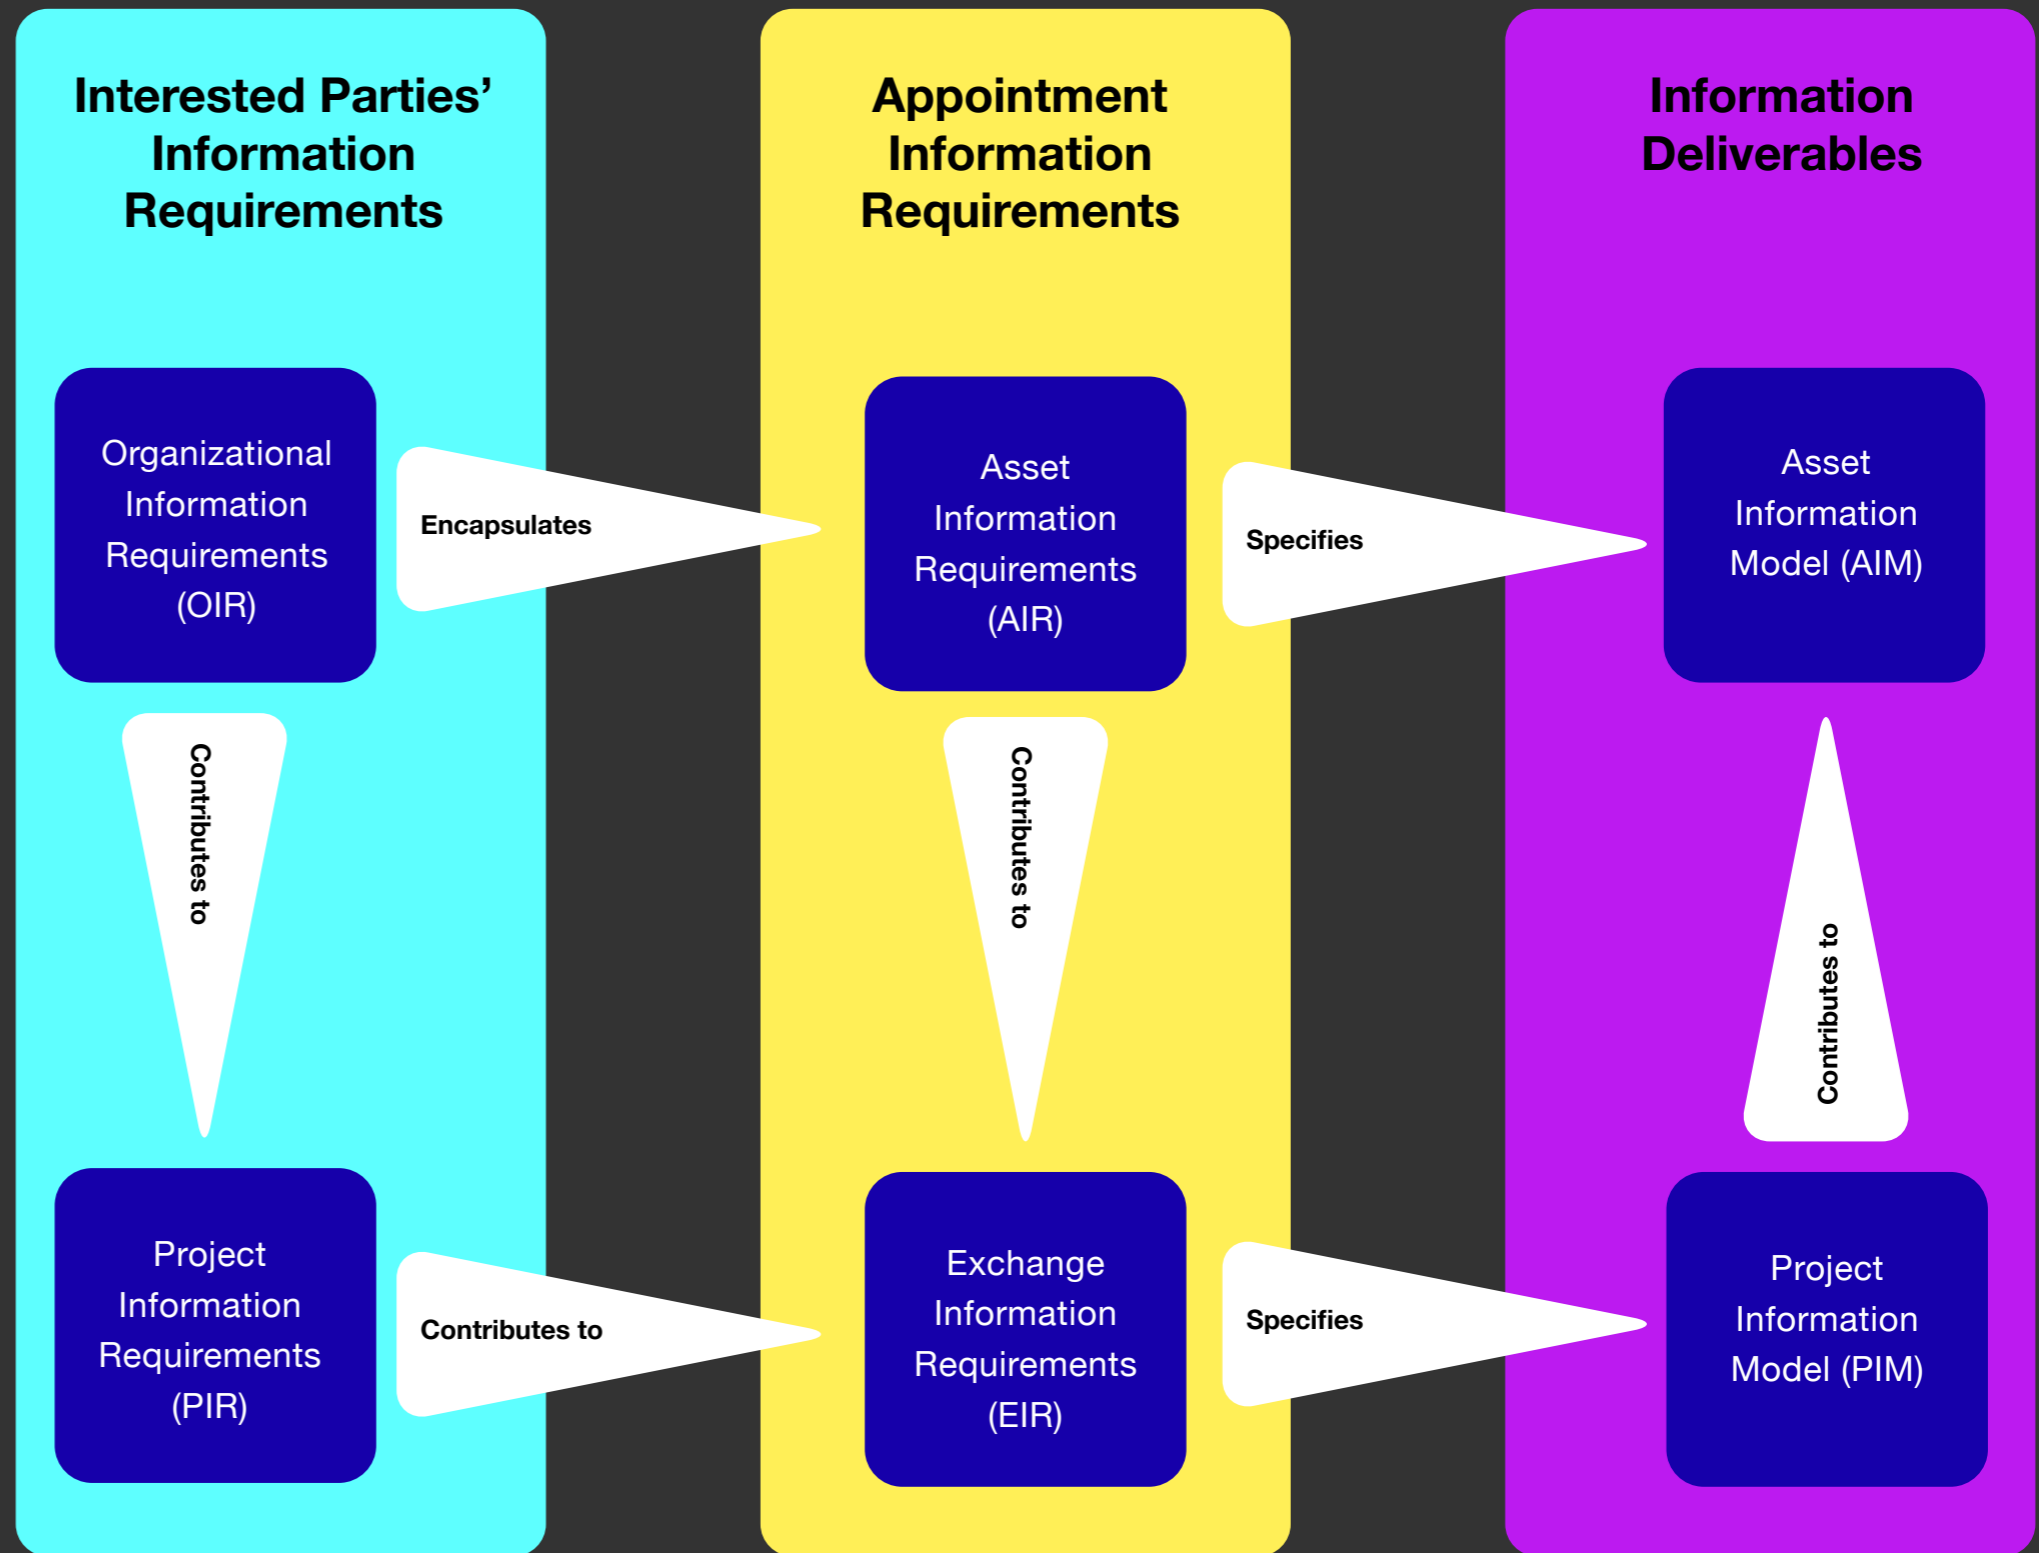 Interested Parties’
Information
Requirements
Appointment
Information
Requirements
Information
Deliverables
Organizational
Information
Requirements
(OIR)
Encapsulates
Asset
Information
Requirements
(AIR)
Specifies
Asset
Information
Model (AIM)
Contributes to
Contributes to
Contributes to
Project
Information
Requirements
(PIR)
Contributes to
Exchange
Information
Requirements
(EIR)
Specifies
Project
Information
Model (PIM)